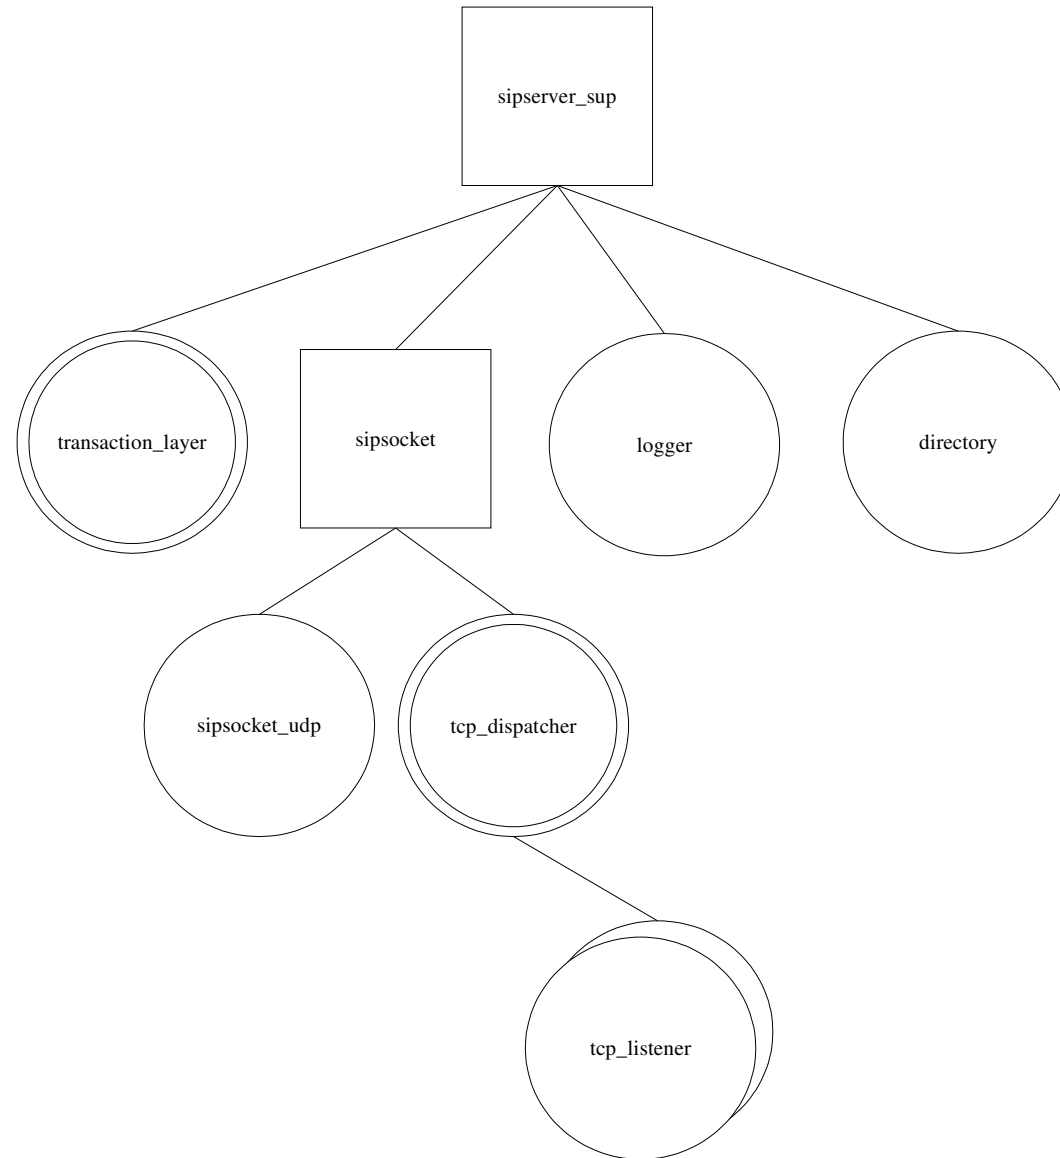 sipserver_sup
transaction_layer
sipsocket
logger
directory
sipsocket_udp
tcp_dispatcher
tcp_listener